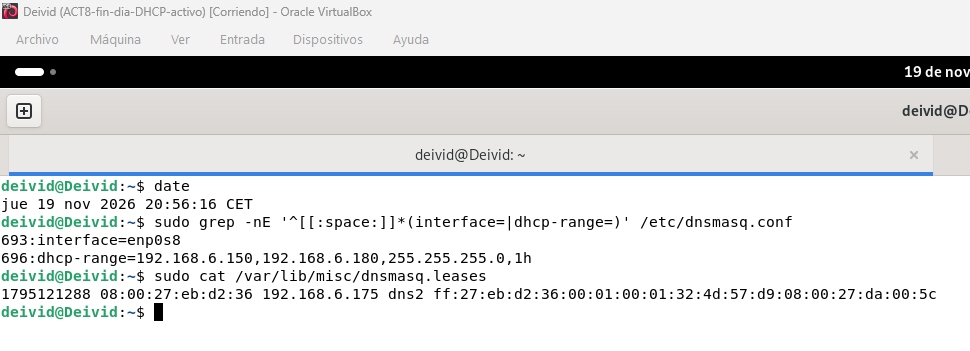 Deivid (ACT8-fin-dia-DHCP-activo) [Corriendo] - Oracle VirtualBox
Archivo Máquina Ver Entrada Dispositivos Ayuda
19 de nov
deivid@D
deivid@Deivid: ~
deivid@Deivid:~$ date
jue 19 nov 2026 20:56:16 CET
deivid@Deivid:~$ sudo grep -nE '^[[:space:]]*(interface=|dhcp-range=)' /etc/dnsmasq.conf
693:interface=enp0s8
696:dhcp-range=192.168.6.150,192.168.6.180,255.255.255.0,1h
deivid@Deivid:~$ sudo cat /var/lib/misc/dnsmasq.leases
1795121288 08:00:27:eb:d2:36 192.168.6.175 dns2 ff:27:eb:d2:36:00:01:00:01:32:4d:57:d9:08:00:27:da:00:5c
deivid@Deivid:~$